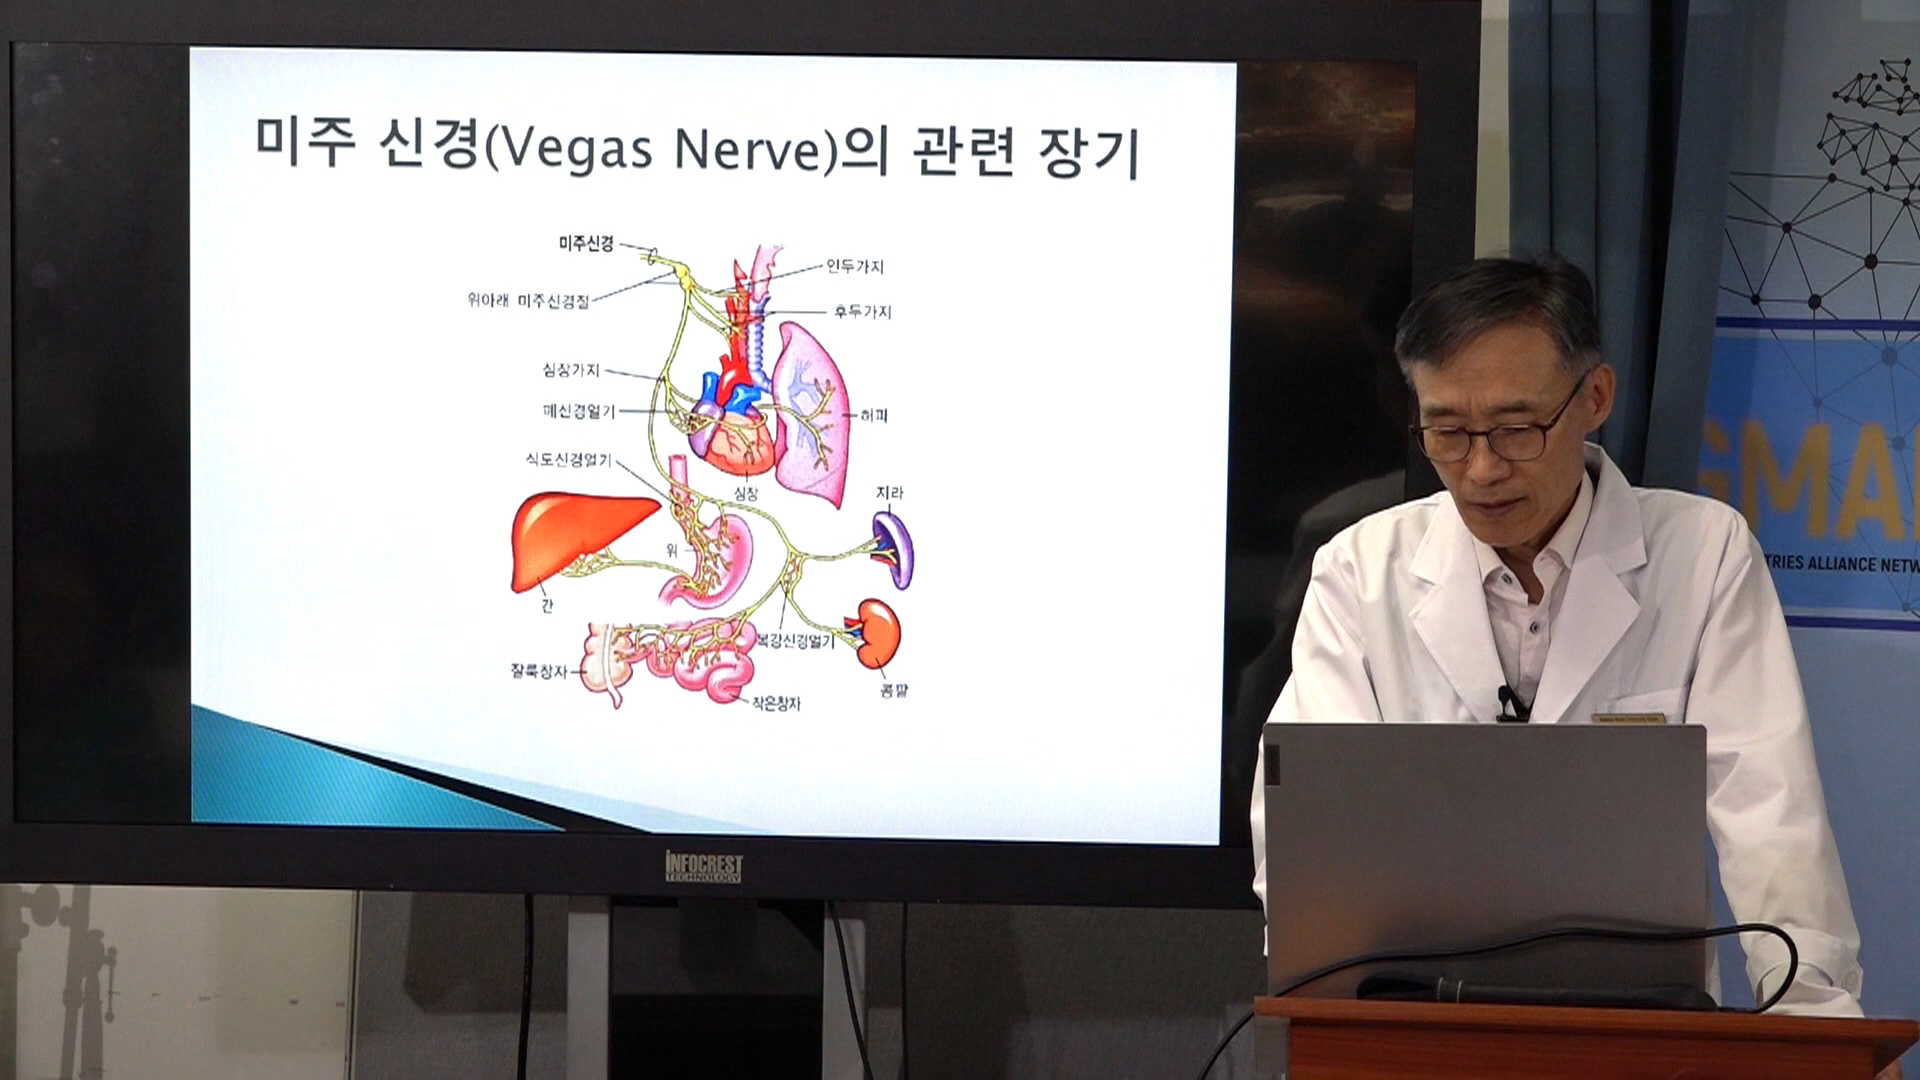 미주 신경(Vegas Nerve)의 관련 장기
미주신경
인두가지
위아래 미주신경절
후두가지
심장가지
폐신경얼기
허파
식도신경얼기
심장
지라
위
간
복강신경얼기
잘룩창자
콩팥
작은창자
INFOCREST
TECHNOLOGY
GMA
TRIES ALLIANCE NETW